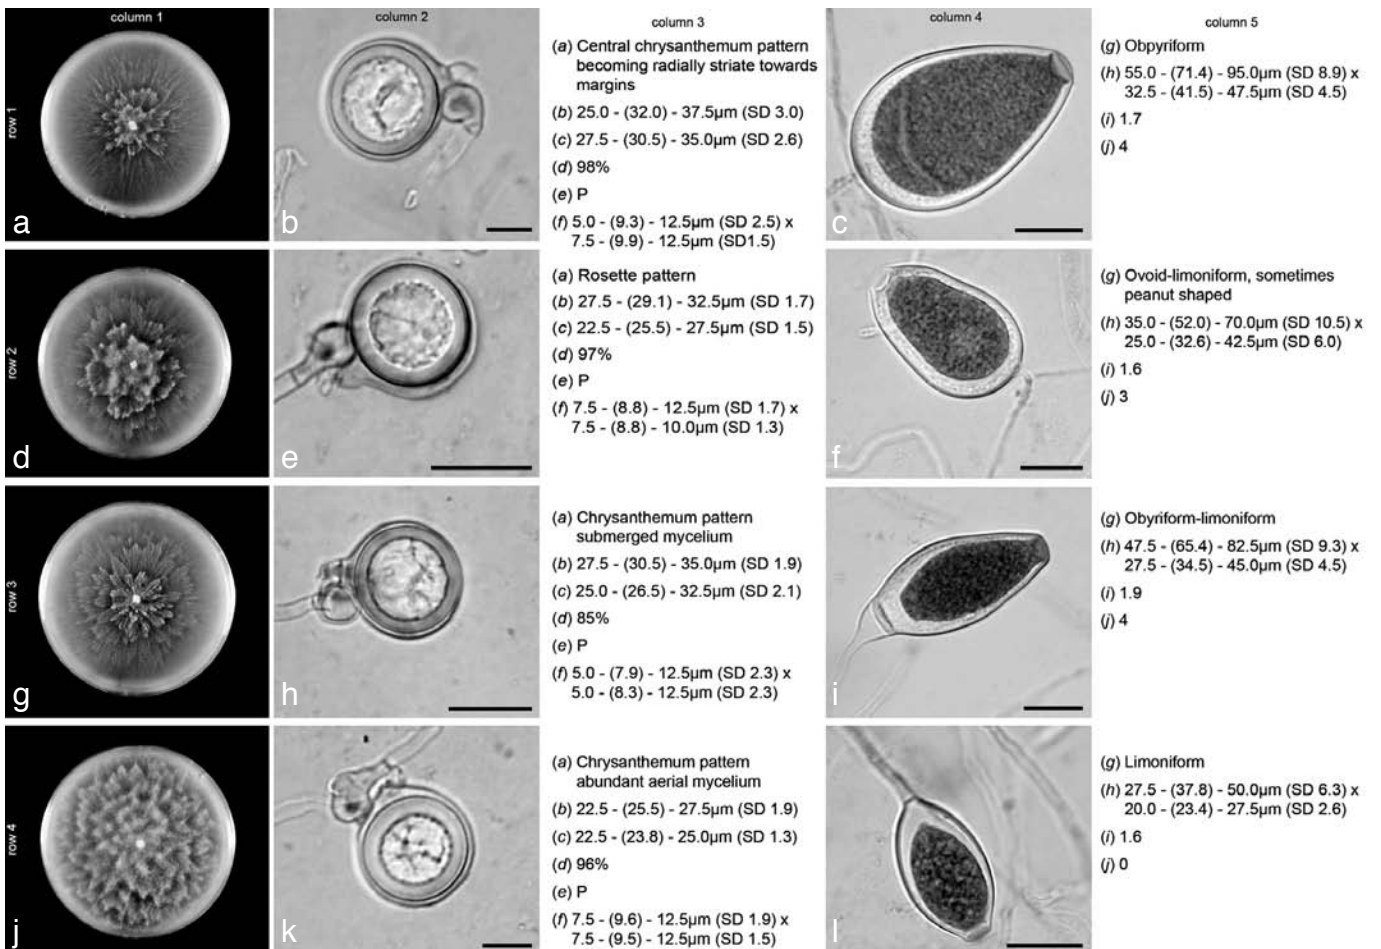 column 1
column 2
column 3
column 4
column 5
row 1
a
b
(a) Central chrysanthemum pattern
becoming radially striate towards
margins
(b) 25.0 - (32.0) - 37.5µm (SD 3.0)
(c) 27.5 - (30.5) - 35.0µm (SD 2.6)
(d) 98%
(e) P
(f) 5.0 - (9.3) - 12.5µm (SD 2.5) x
7.5 - (9.9) - 12.5µm (SD1.5)
c
(g) Obpyriform
(h) 55.0 - (71.4) - 95.0µm (SD 8.9) x
32.5 - (41.5) - 47.5µm (SD 4.5)
(i) 1.7
(j) 4
row 2
d
e
(a) Rosette pattern
(b) 27.5 - (29.1) - 32.5µm (SD 1.7)
(c) 22.5 - (25.5) - 27.5µm (SD 1.5)
(d) 97%
(e) P
(f) 7.5 - (8.8) - 12.5µm (SD 1.7) x
7.5 - (8.8) - 10.0µm (SD 1.3)
f
(g) Ovoid-limoniform, sometimes
peanut shaped
(h) 35.0 - (52.0) - 70.0µm (SD 10.5) x
25.0 - (32.6) - 42.5µm (SD 6.0)
(i) 1.6
(j) 3
row 3
g
h
(a) Chrysanthemum pattern
submerged mycelium
(b) 27.5 - (30.5) - 35.0µm (SD 1.9)
(c) 25.0 - (26.5) - 32.5µm (SD 2.1)
(d) 85%
(e) P
(f) 5.0 - (7.9) - 12.5µm (SD 2.3) x
5.0 - (8.3) - 12.5µm (SD 2.3)
i
(g) Obyriform-limoniform
(h) 47.5 - (65.4) - 82.5µm (SD 9.3) x
27.5 - (34.5) - 45.0µm (SD 4.5)
(i) 1.9
(j) 4
row 4
j
k
(a) Chrysanthemum pattern
abundant aerial mycelium
(b) 22.5 - (25.5) - 27.5µm (SD 1.9)
(c) 22.5 - (23.8) - 25.0µm (SD 1.3)
(d) 96%
(e) P
(f) 7.5 - (9.6) - 12.5µm (SD 1.9) x
7.5 - (9.5) - 12.5µm (SD 1.5)
l
(g) Limoniform
(h) 27.5 - (37.8) - 50.0µm (SD 6.3) x
20.0 - (23.4) - 27.5µm (SD 2.6)
(i) 1.6
(j) 0